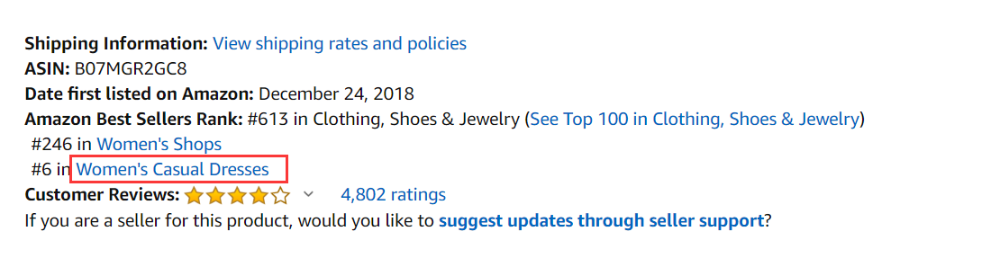 Shipping Information: View shipping rates and policies
ASIN: B07MGR2GC8
Date first listed on Amazon: December 24, 2018
Amazon Best Sellers Rank: #613 in Clothing, Shoes & Jewelry (See Top 100 in Clothing, Shoes & Jewelry)
#246 in Women's Shops
#6 in Women's Casual Dresses
Customer Reviews: 4,802 ratings
If you are a seller for this product, would you like to suggest updates through seller support?